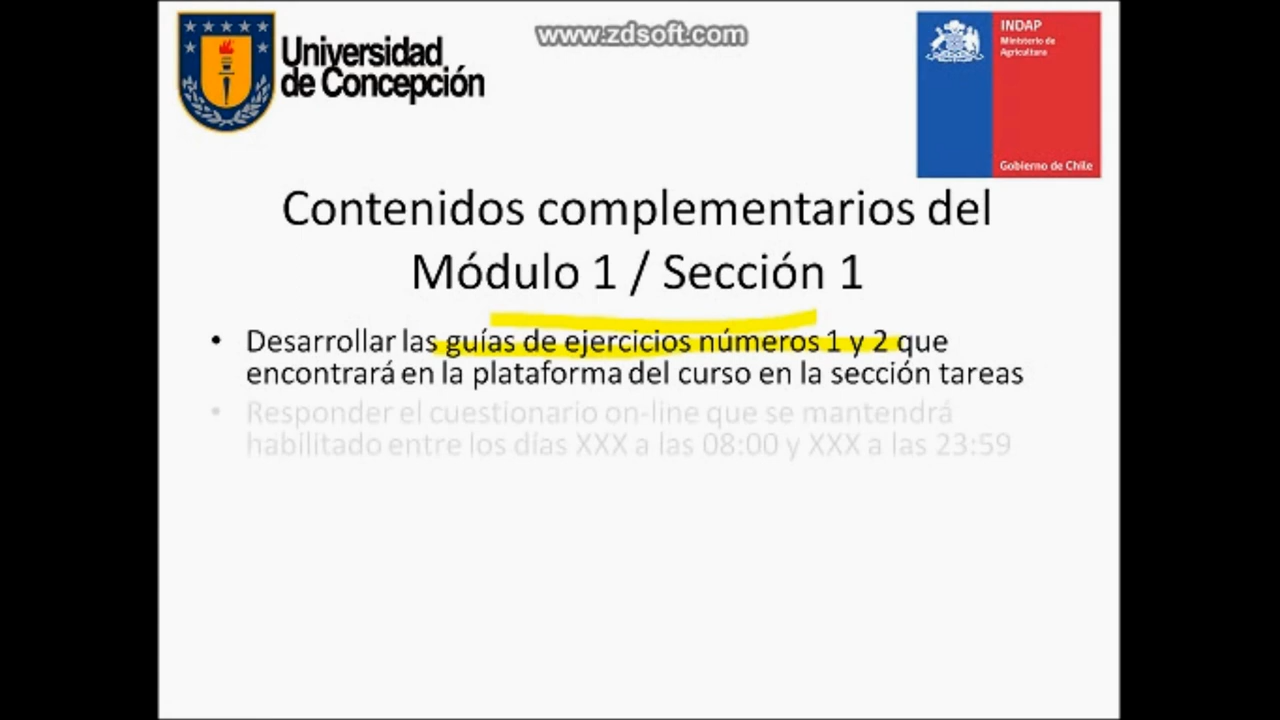 www.zdsoft.com
Universidad
de Concepción
INDAP
Ministerio de
Agricultura
Gobierno de Chile
Contenidos complementarios del
Módulo 1 / Sección 1
• Desarrollar las guías de ejercicios números 1 y 2 que
encontrará en la plataforma del curso en la sección tareas
• Responder el cuestionario on-line que se mantendrá
habilitado entre los días XXX a las 08:00 y XXX a las 23:59